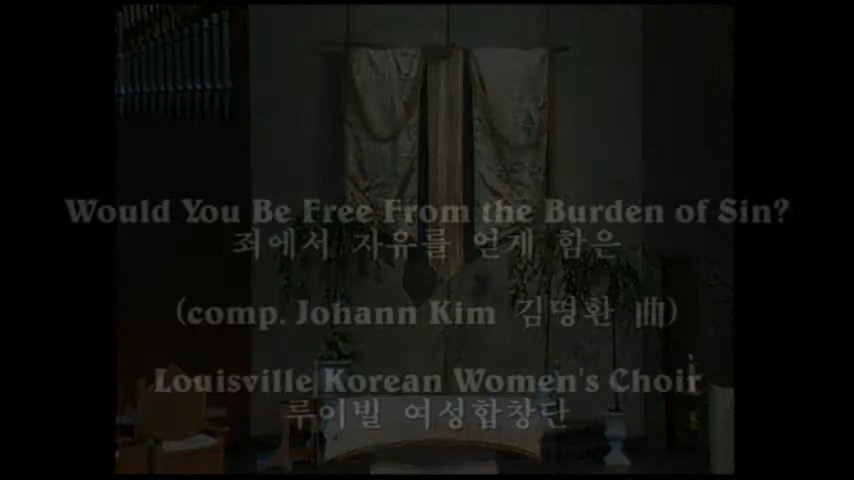 Would You Be Free From the Burden of Sin?
죄에서 자유를 얻게 함은
(comp. Johann Kim 김명환 曲)
Louisville Korean Women's Choir
루이빌 여성합창단